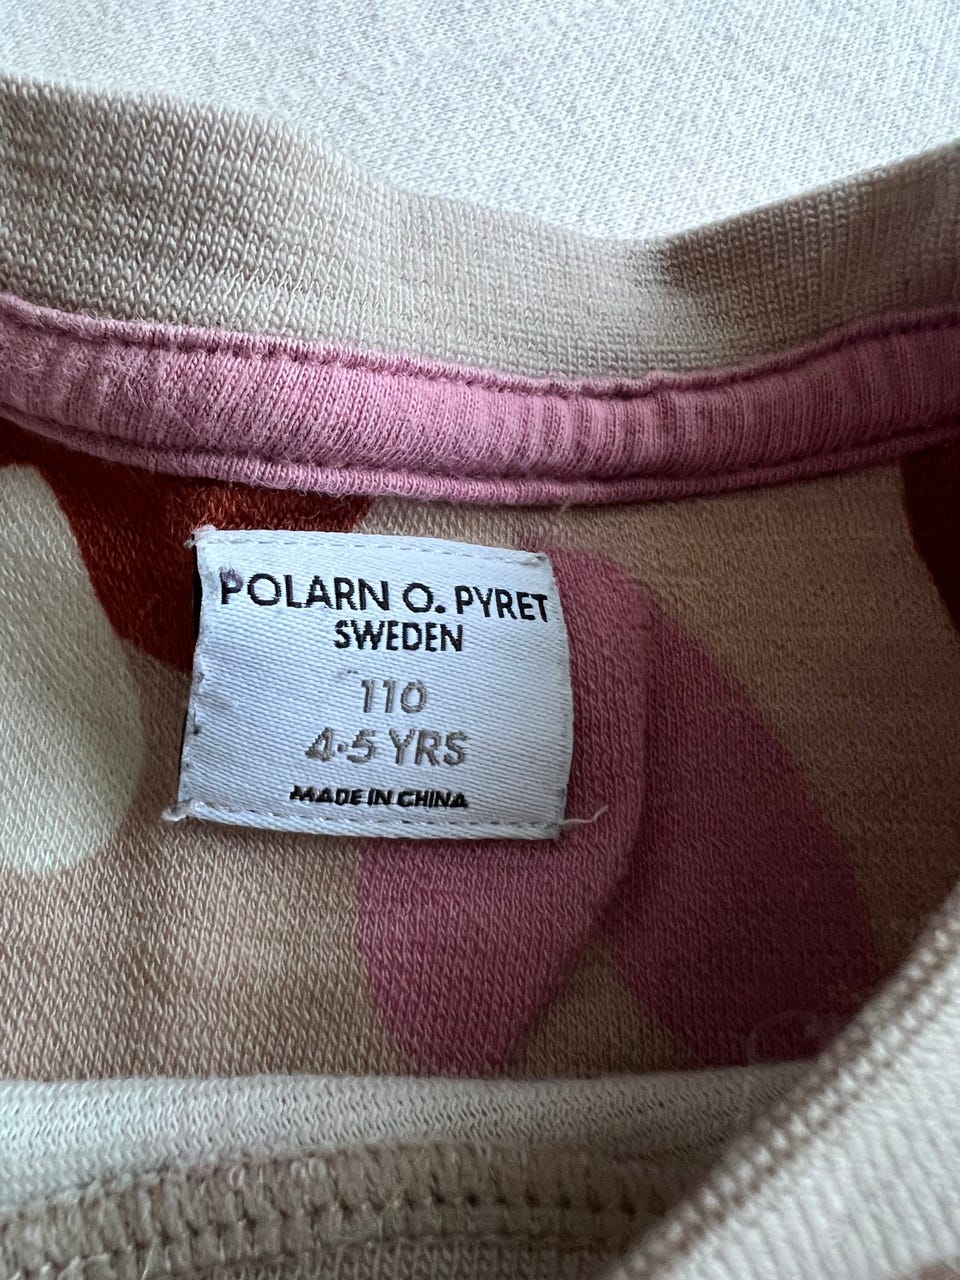 POLARN O. PYRET
SWEDEN
110
4-5 YRS
MADE IN CHINA